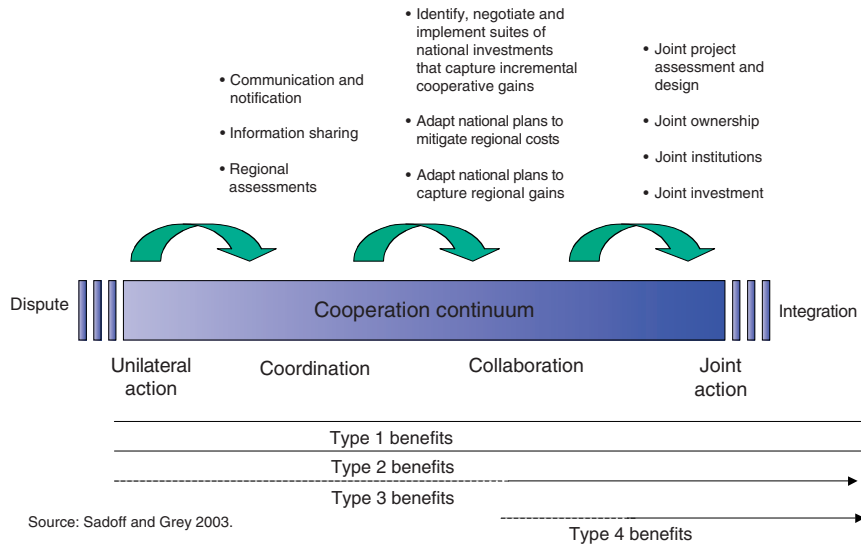 • Communication and
notification
• Information sharing
• Regional
assessments
• Identify, negotiate and
implement suites of
national investments
that capture incremental
cooperative gains
• Adapt national plans to
mitigate regional costs
• Adapt national plans to
capture regional gains
• Joint project
assessment and
design
• Joint ownership
• Joint institutions
• Joint investment
Dispute
Cooperation continuum
Integration
Unilateral
action
Coordination
Collaboration
Joint
action
Type 1 benefits
Type 2 benefits
Type 3 benefits
Type 4 benefits
Source: Sadoff and Grey 2003.